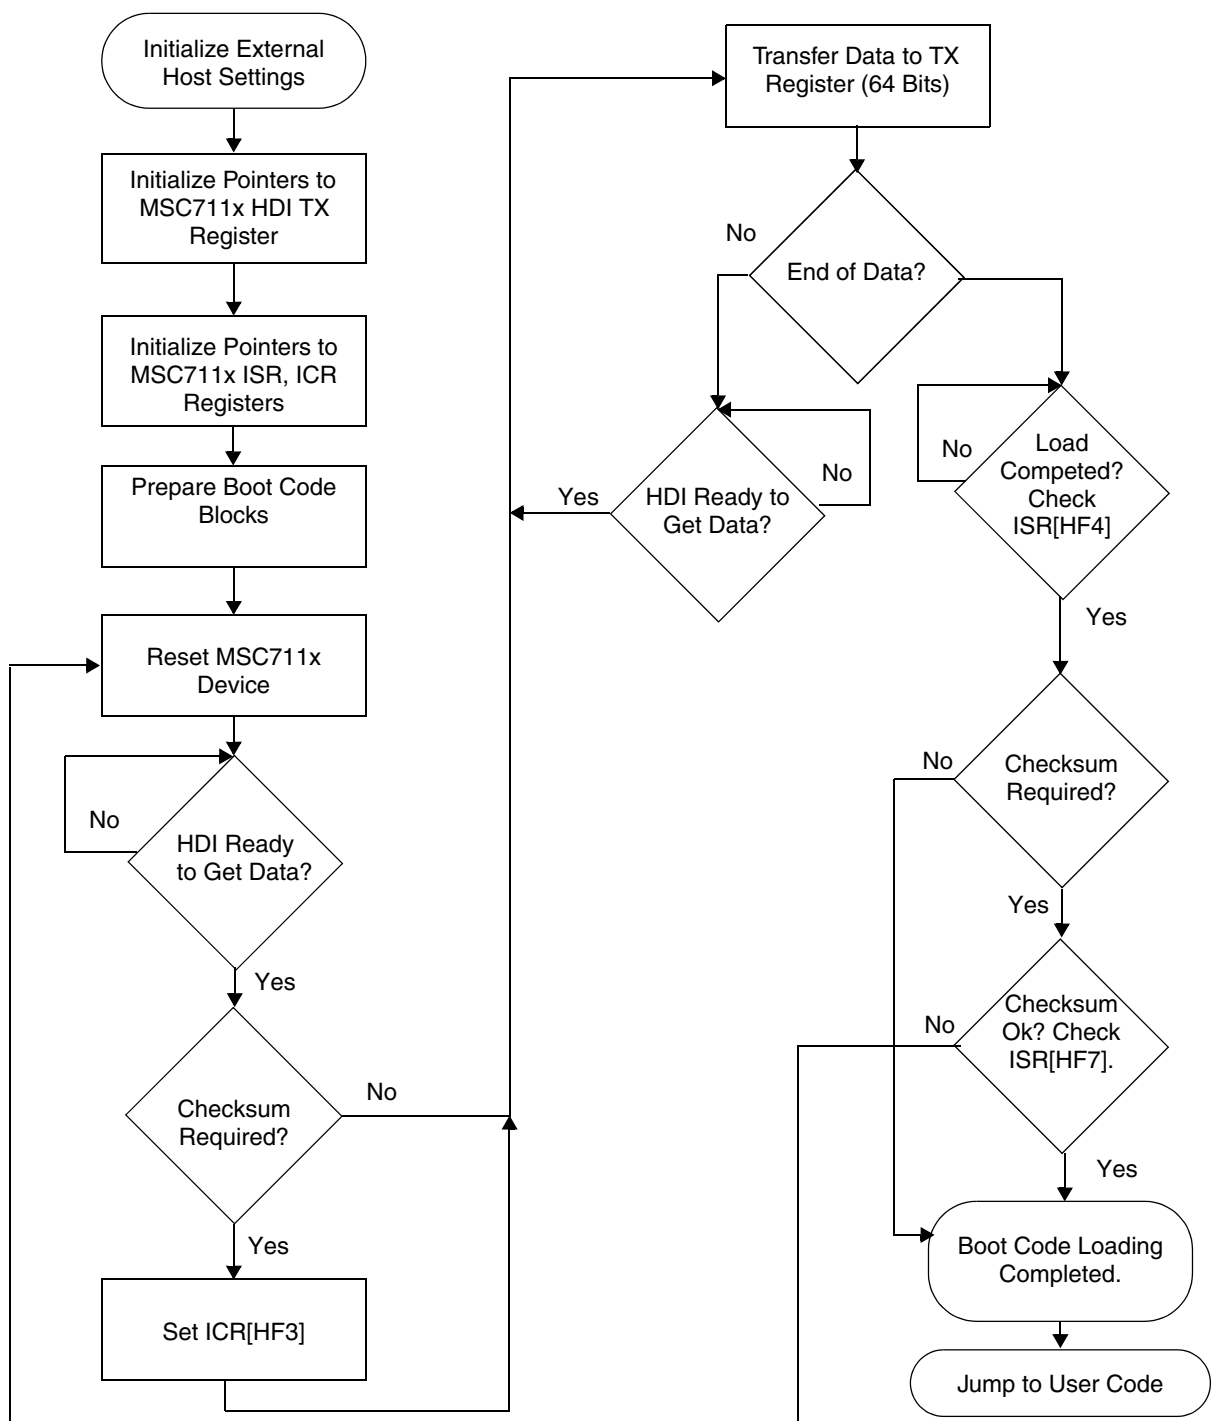 Initialize External
Host Settings
Initialize Pointers to
MSC711x HDI TX
Register
Initialize Pointers to
MSC711x ISR, ICR
Registers
Prepare Boot Code
Blocks
Reset MSC711x
Device
No
HDI Ready
to Get Data?
Yes
Checksum
Required?
No
Yes
Set ICR[HF3]
Transfer Data to TX
Register (64 Bits)
No
End of Data?
No
HDI Ready to
Get Data?
Yes
No
Load
Competed?
Check
ISR[HF4]
Yes
No
Checksum
Required?
Yes
No
Checksum
Ok? Check
ISR[HF7].
Yes
Boot Code Loading
Completed.
Jump to User Code